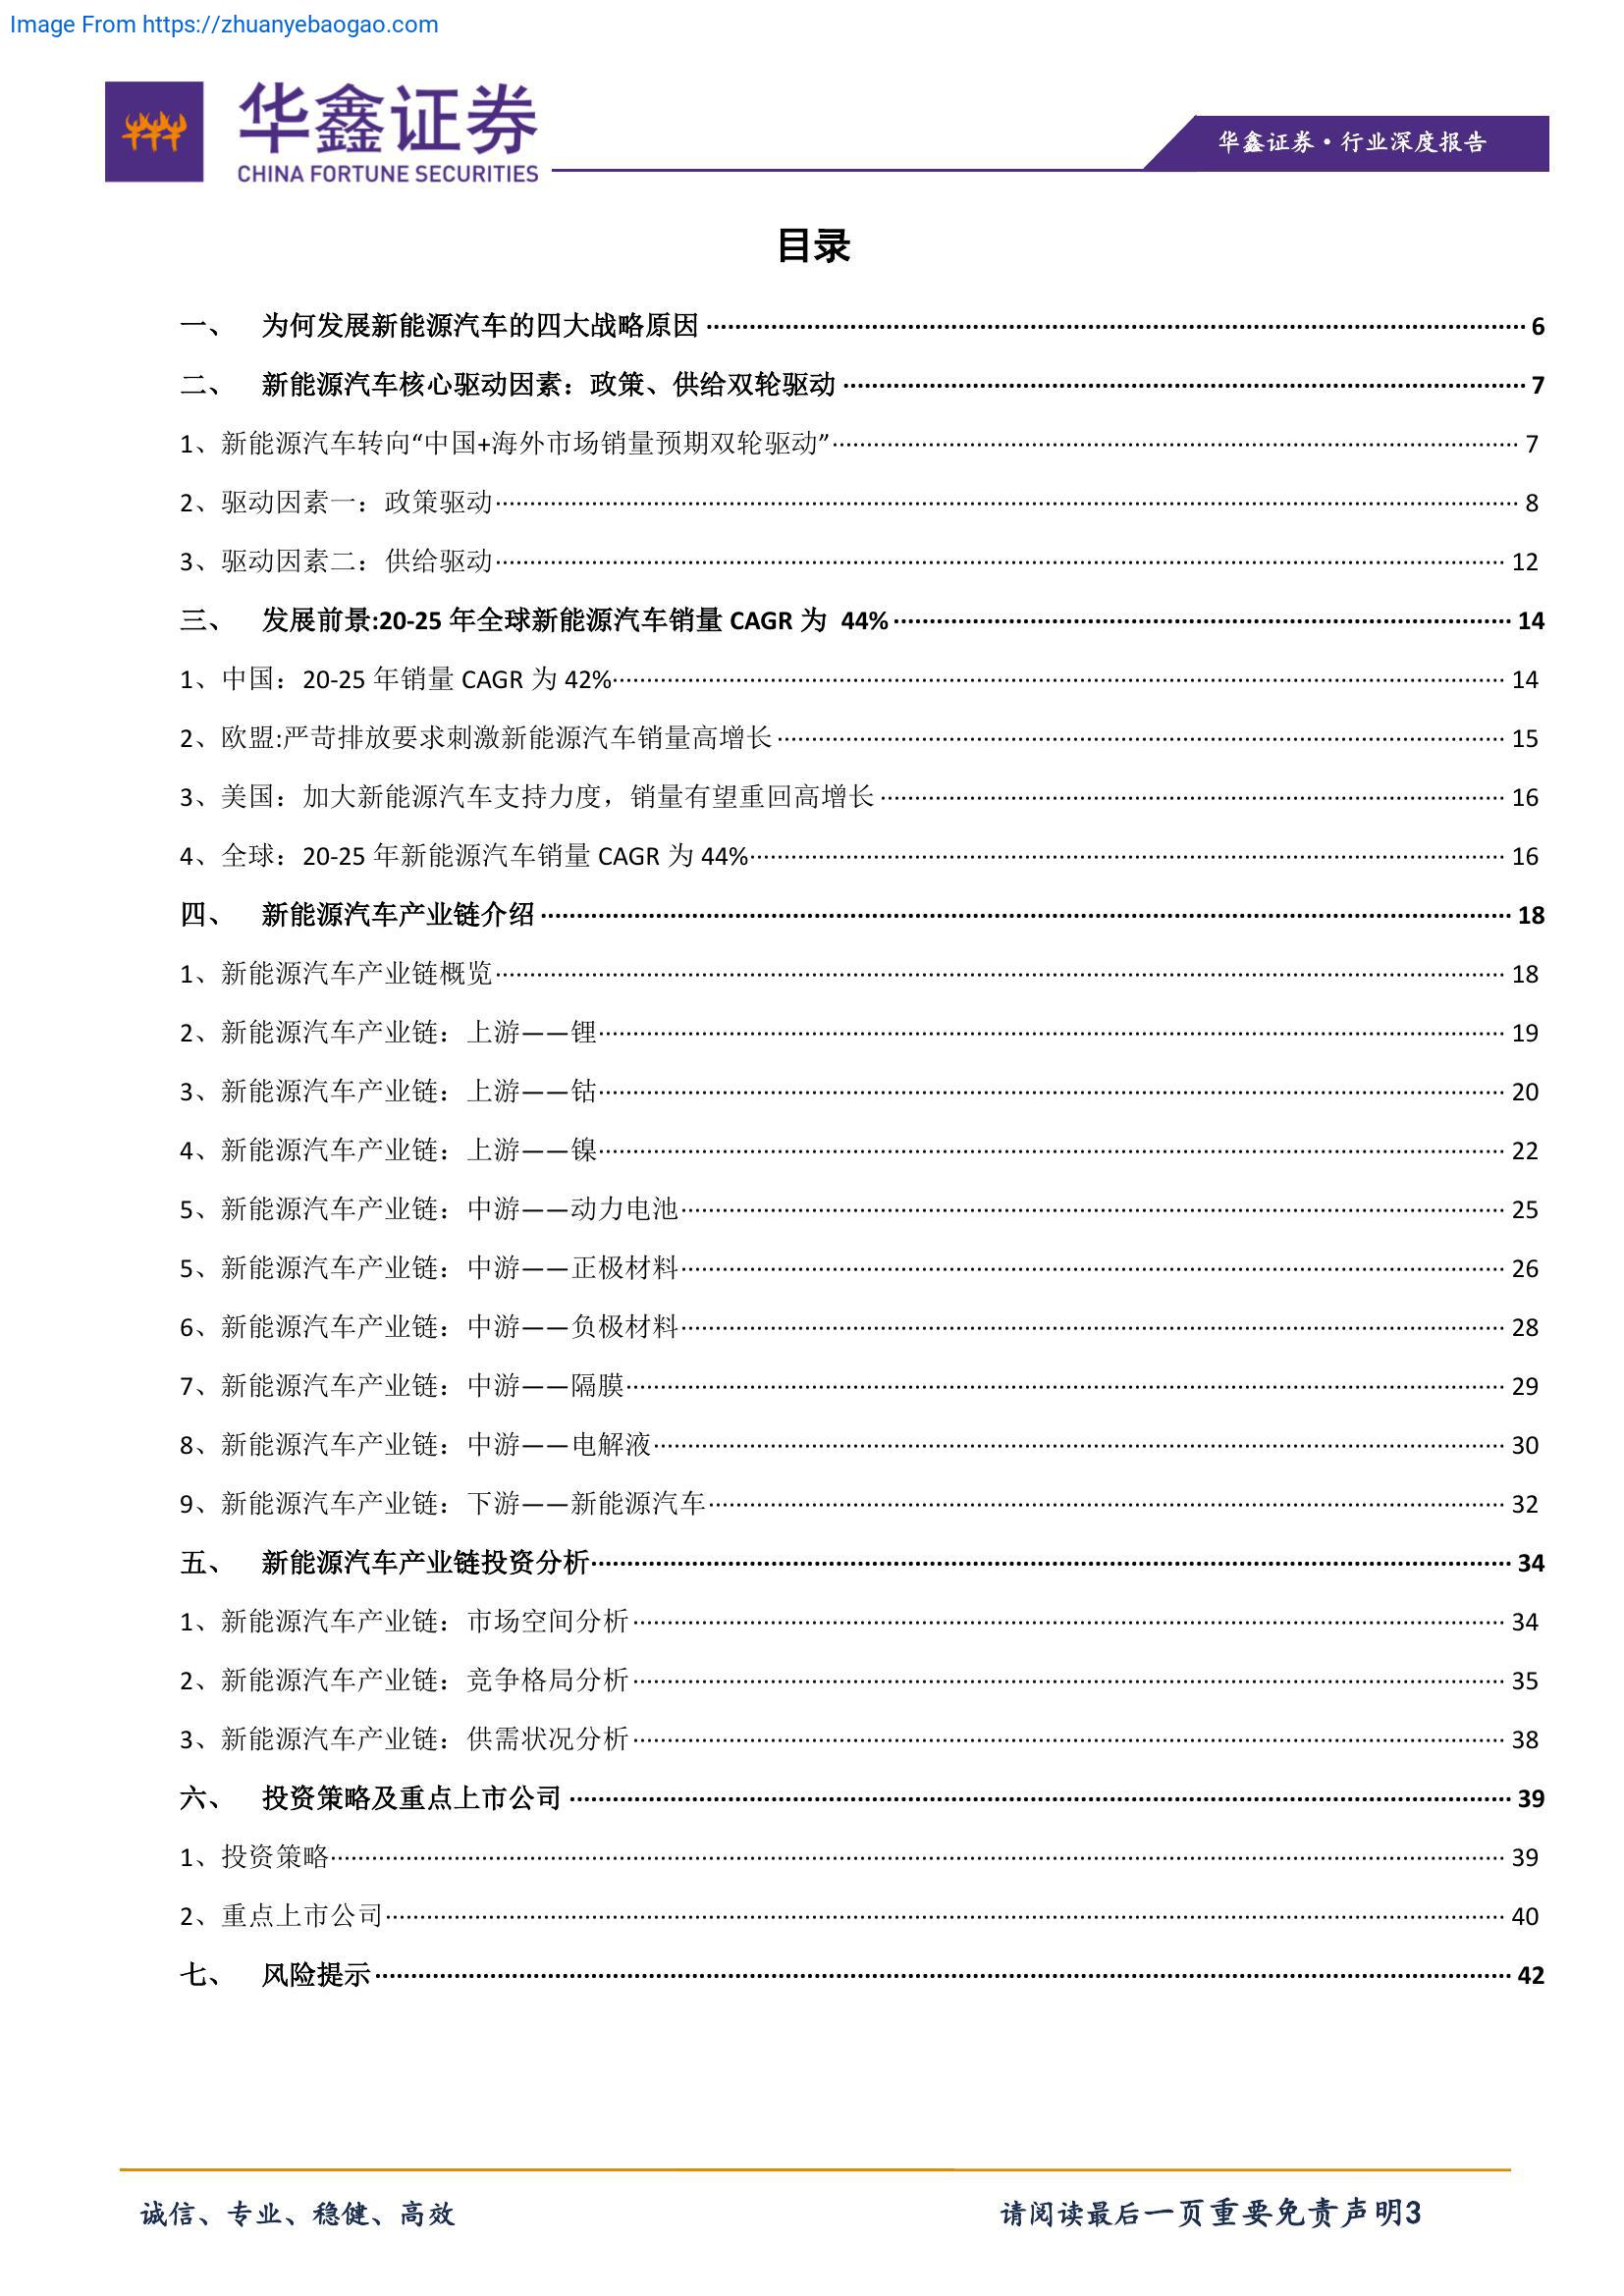 Image From https://zhuanyebaogao.com
华鑫证券
CHINA FORTUNE SECURITIES
华鑫证券·行业深度报告
目录
一、 为何发展新能源汽车的四大战略原因 6
二、 新能源汽车核心驱动因素：政策、供给双轮驱动 7
1、新能源汽车转向“中国+海外市场销量预期双轮驱动” 7
2、驱动因素一：政策驱动 8
3、驱动因素二：供给驱动 12
三、 发展前景:20-25 年全球新能源汽车销量 CAGR 为 44% 14
1、中国：20-25 年销量 CAGR 为 42% 14
2、欧盟:严苛排放要求刺激新能源汽车销量高增长 15
3、美国：加大新能源汽车支持力度，销量有望重回高增长 16
4、全球：20-25 年新能源汽车销量 CAGR 为 44% 16
四、 新能源汽车产业链介绍 18
1、新能源汽车产业链概览 18
2、新能源汽车产业链：上游——锂 19
3、新能源汽车产业链：上游——钴 20
4、新能源汽车产业链：上游——镍 22
5、新能源汽车产业链：中游——动力电池 25
5、新能源汽车产业链：中游——正极材料 26
6、新能源汽车产业链：中游——负极材料 28
7、新能源汽车产业链：中游——隔膜 29
8、新能源汽车产业链：中游——电解液 30
9、新能源汽车产业链：下游——新能源汽车 32
五、 新能源汽车产业链投资分析 34
1、新能源汽车产业链：市场空间分析 34
2、新能源汽车产业链：竞争格局分析 35
3、新能源汽车产业链：供需状况分析 38
六、 投资策略及重点上市公司 39
1、投资策略 39
2、重点上市公司 40
七、 风险提示 42
诚信、专业、稳健、高效
请阅读最后一页重要免责声明3